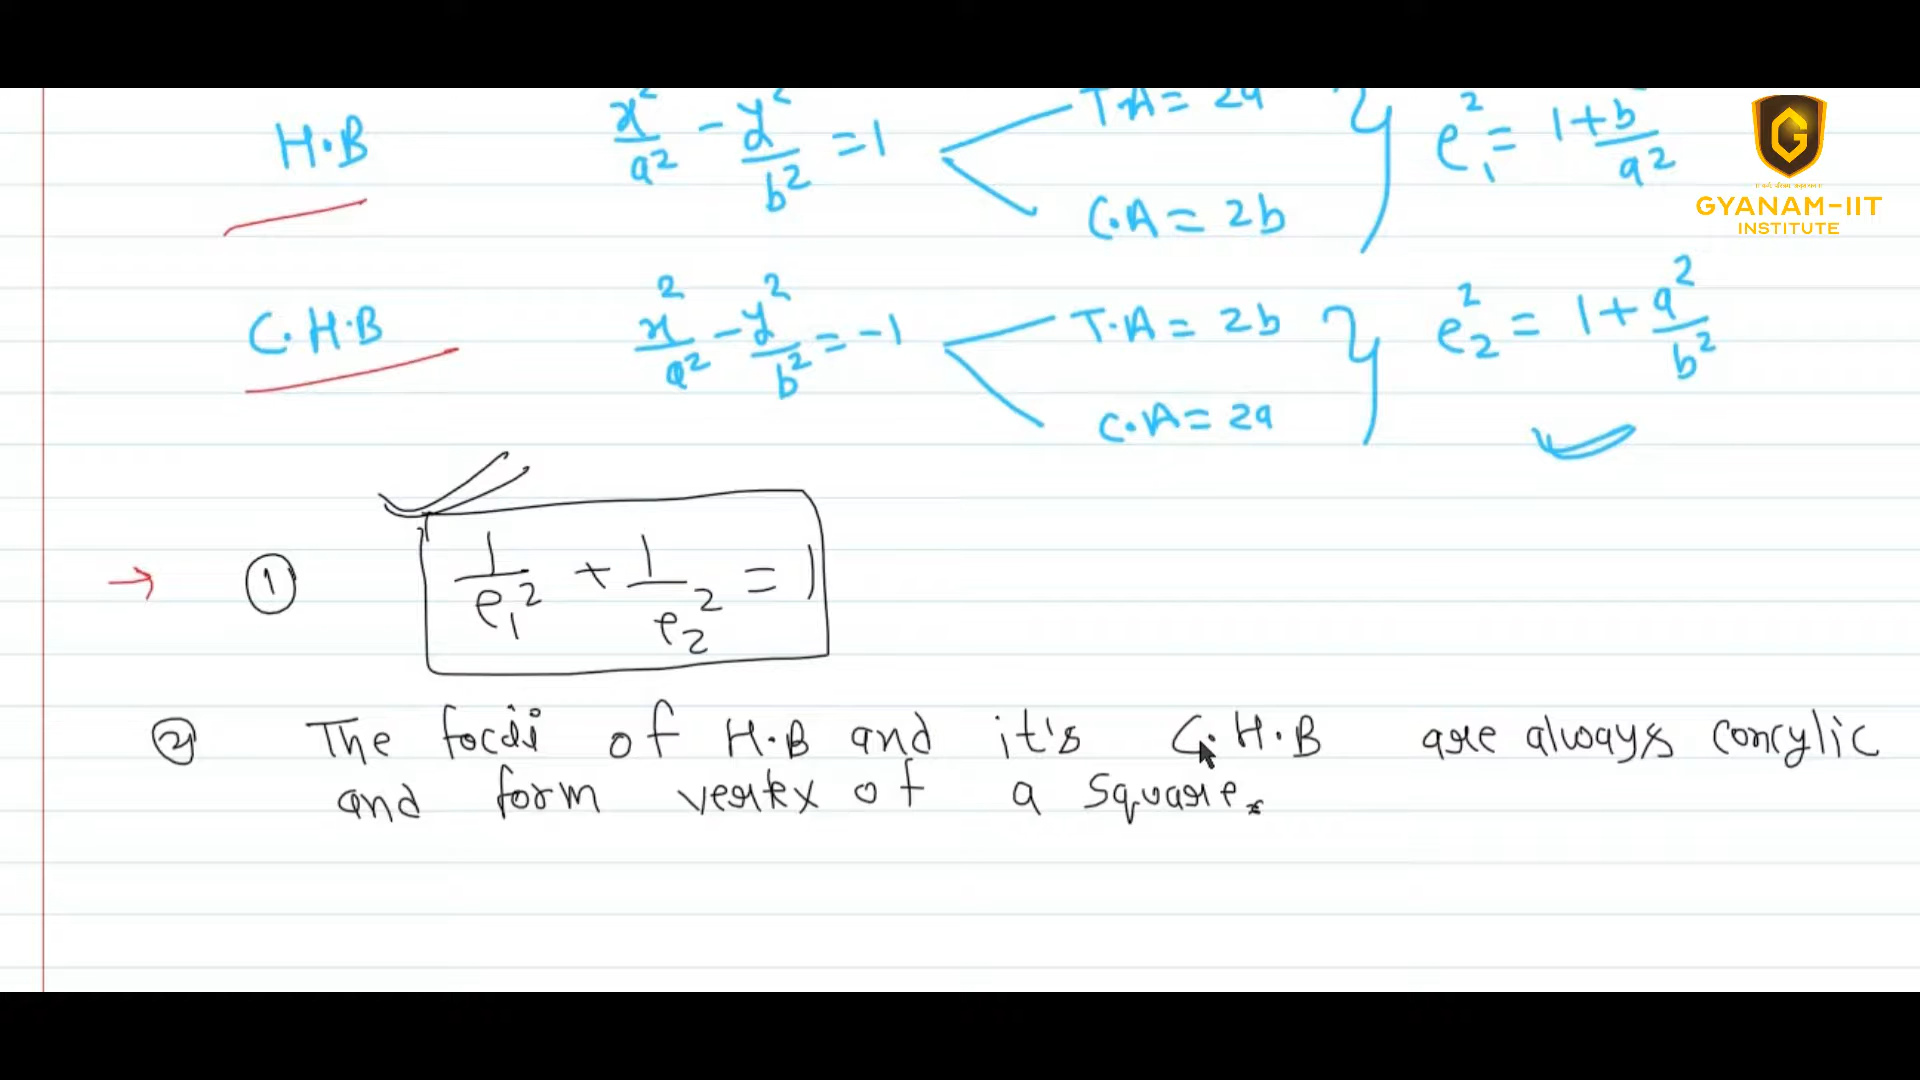 H.B x²/a² - y²/b² = 1 T.A = 2a e₁² = 1 + b²/a²
C.A = 2b
GYANAM-IIT
INSTITUTE
C.H.B x²/a² - y²/b² = -1 T.A = 2b e₂² = 1 + a²/b²
C.A = 2a
→ ① 1/e₁² + 1/e₂² = 1
② The focii of H.B and it's C.H.B are always concylic
and form vertex of a square.